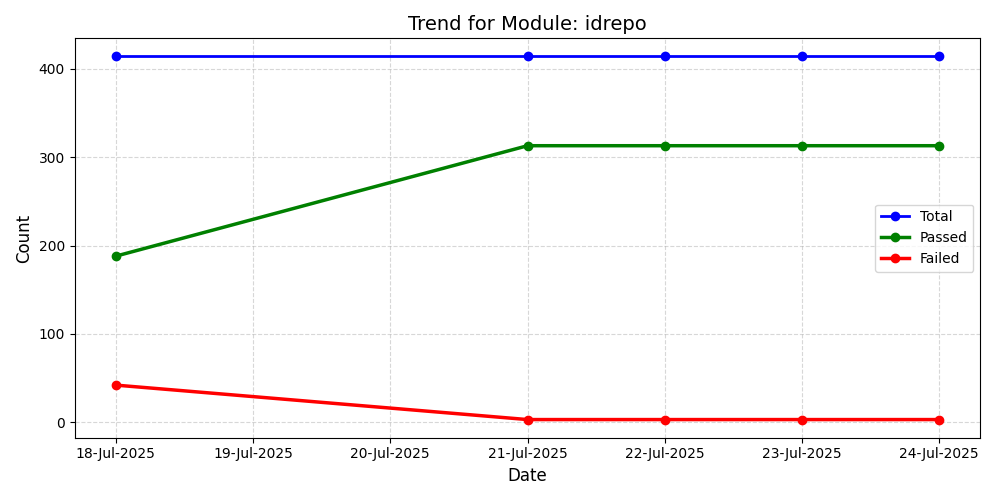 Trend for Module: idrepo
400
300
200
100
0
Count
Total
Passed
Failed
18-Jul-2025 19-Jul-2025 20-Jul-2025 21-Jul-2025 22-Jul-2025 23-Jul-2025 24-Jul-2025
Date